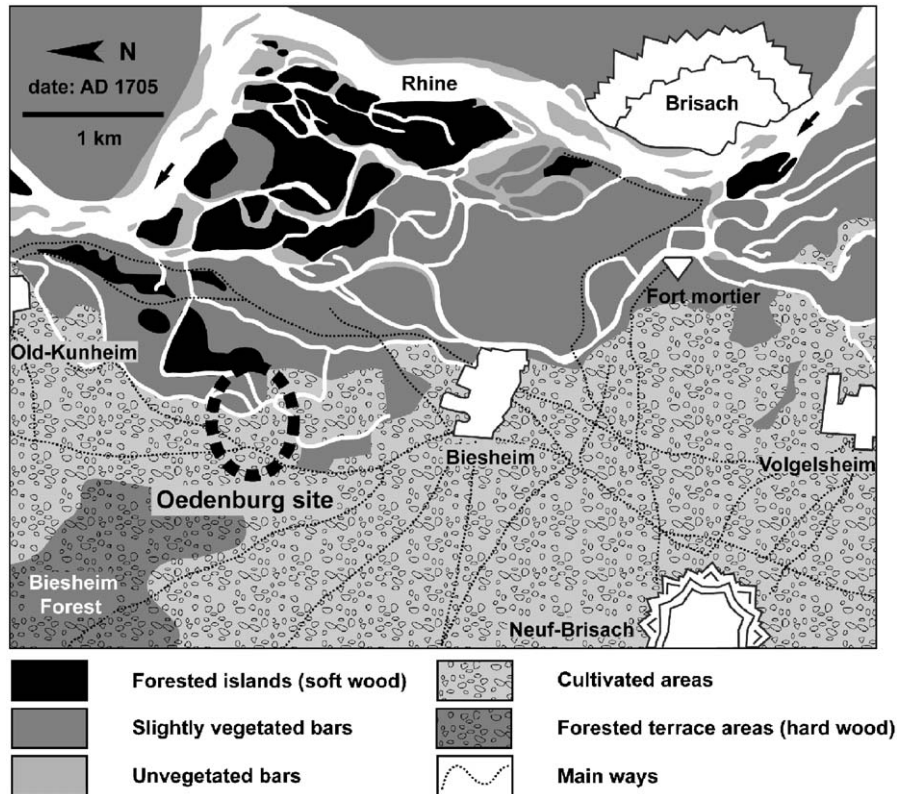 N
date: AD 1705
1 km
Rhine
Brisach
Fort mortier
Old-Kunheim
Biesheim
Volgelsheim
Oedenburg site
Biesheim
Forest
Neuf-Brisach
Forested islands (soft wood)
Cultivated areas
Slightly vegetated bars
Forested terrace areas (hard wood)
Unvegetated bars
Main ways